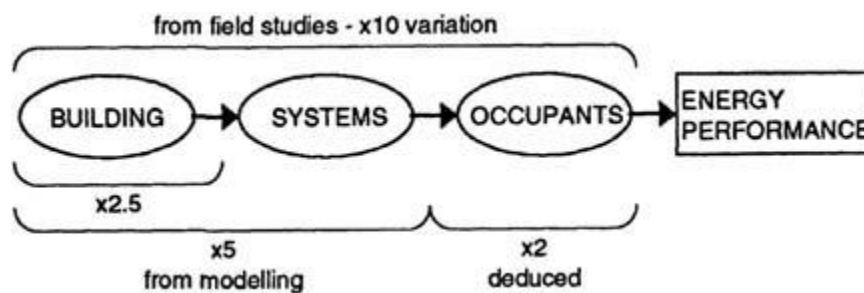 from field studies - x10 variation
BUILDING
SYSTEMS
OCCUPANTS
ENERGY
PERFORMANCE
x2.5
x5
from modelling
x2
deduced